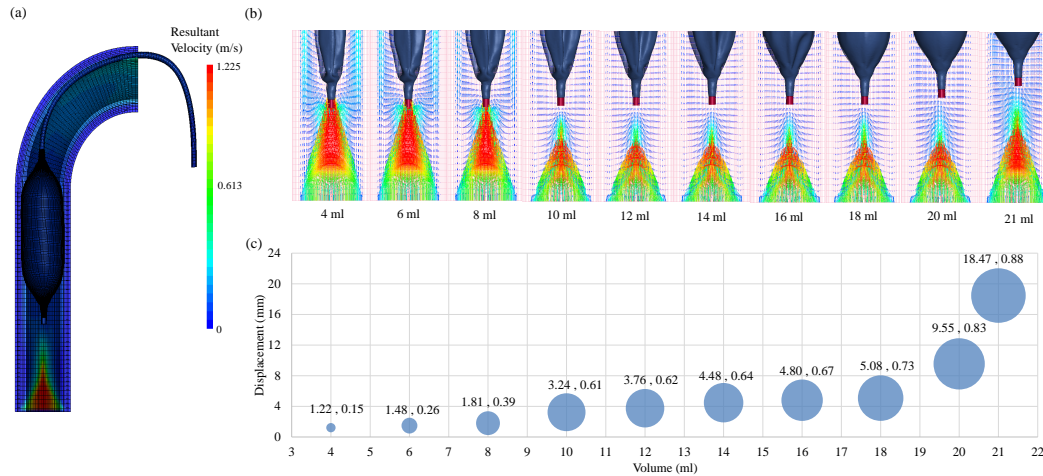 (a)
Resultant
Velocity (m/s)
1.225
0.613
0
(b)
4 ml
6 ml
8 ml
10 ml
12 ml
14 ml
16 ml
18 ml
20 ml
21 ml
(c)
Displacement (mm)
24
20
16
12
8
4
0
1.22 , 0.15
1.48 , 0.26
1.81 , 0.39
3.24 , 0.61
3.76 , 0.62
4.48 , 0.64
4.80 , 0.67
5.08 , 0.73
9.55 , 0.83
18.47 , 0.88
3 4 5 6 7 8 9 10 11 12 13 14 15 16 17 18 19 20 21 22
Volume (ml)